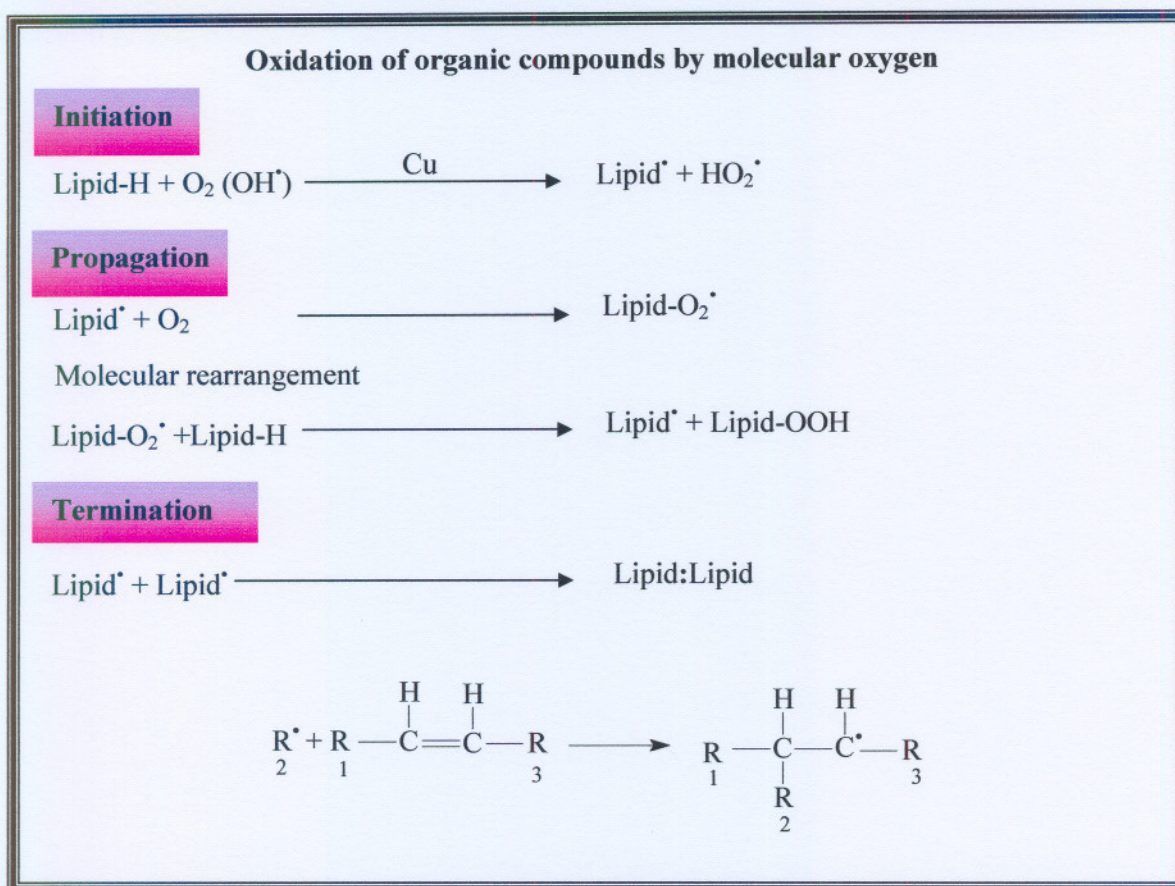 Oxidation of organic compounds by molecular oxygen
Initiation
Lipid-H + O₂ (OH˙) Cu Lipid˙ + HO₂˙
Propagation
Lipid˙ + O₂ Lipid-O₂˙
Molecular rearrangement
Lipid-O₂˙ +Lipid-H Lipid˙ + Lipid-OOH
Termination
Lipid˙ + Lipid˙ Lipid:Lipid
H H H H
R˙ + R — C = C — R R — C — C˙ — R
2 1 3 1 R 3
2